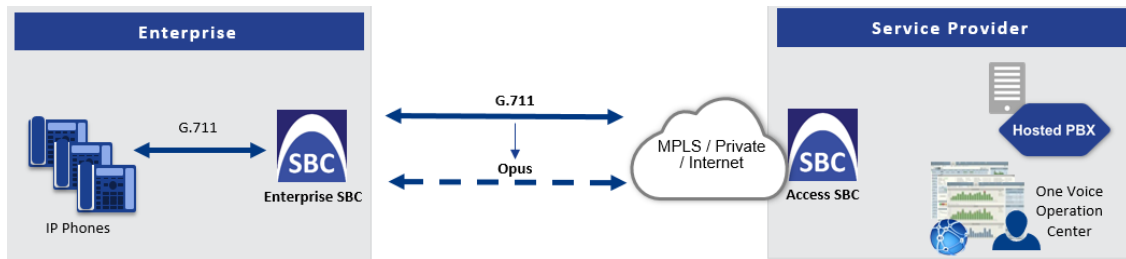 Enterprise
Service Provider
G.711
SBC
Enterprise SBC
IP Phones
G.711
Opus
MPLS / Private
/ Internet
SBC
Access SBC
Hosted PBX
One Voice
Operation
Center